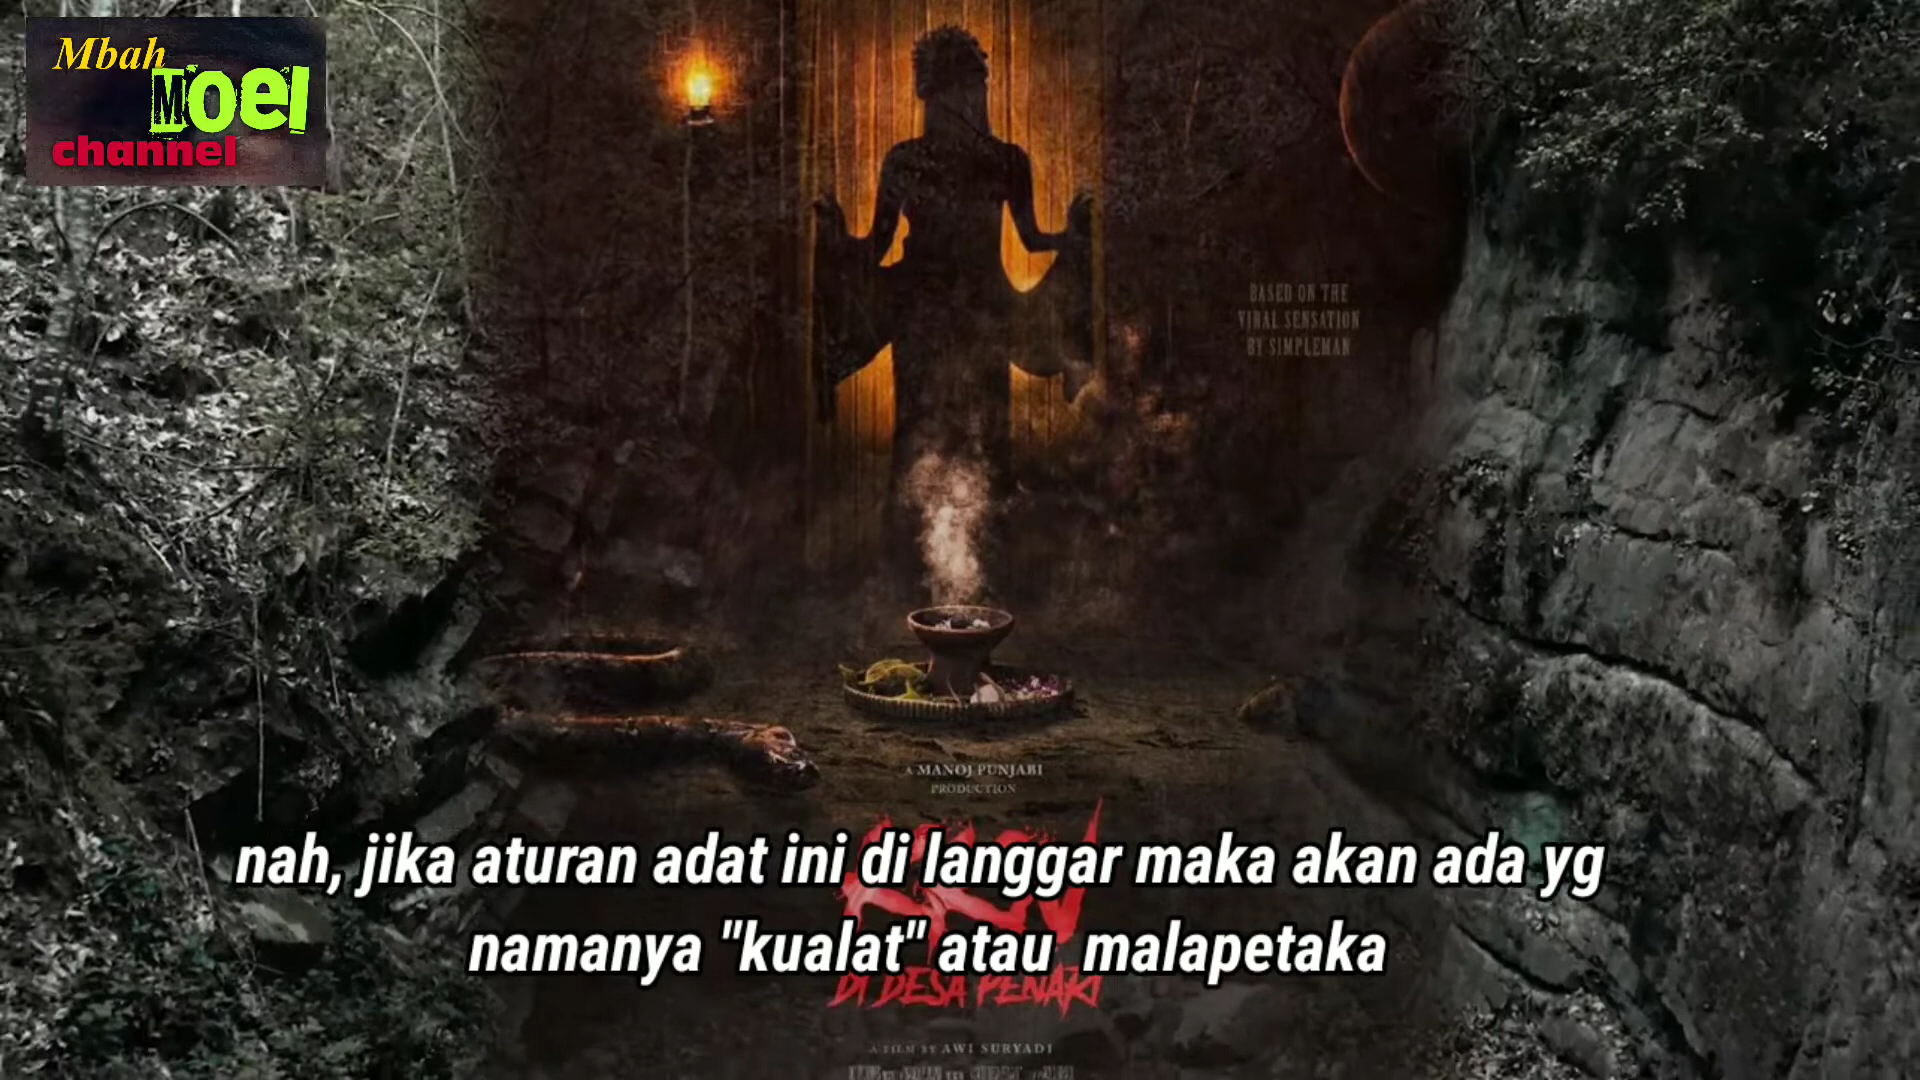 Mbah
Moel
channel
BASED ON THE
VIRAL SENSATION
BY SIMPLEMAN
A MANOJ PUNJABI
PRODUCTION
nah, jika aturan adat ini di langgar maka akan ada yg
namanya "kualat" atau malapetaka
DI DESA PENARI
A FILM BY AWI SURYADI